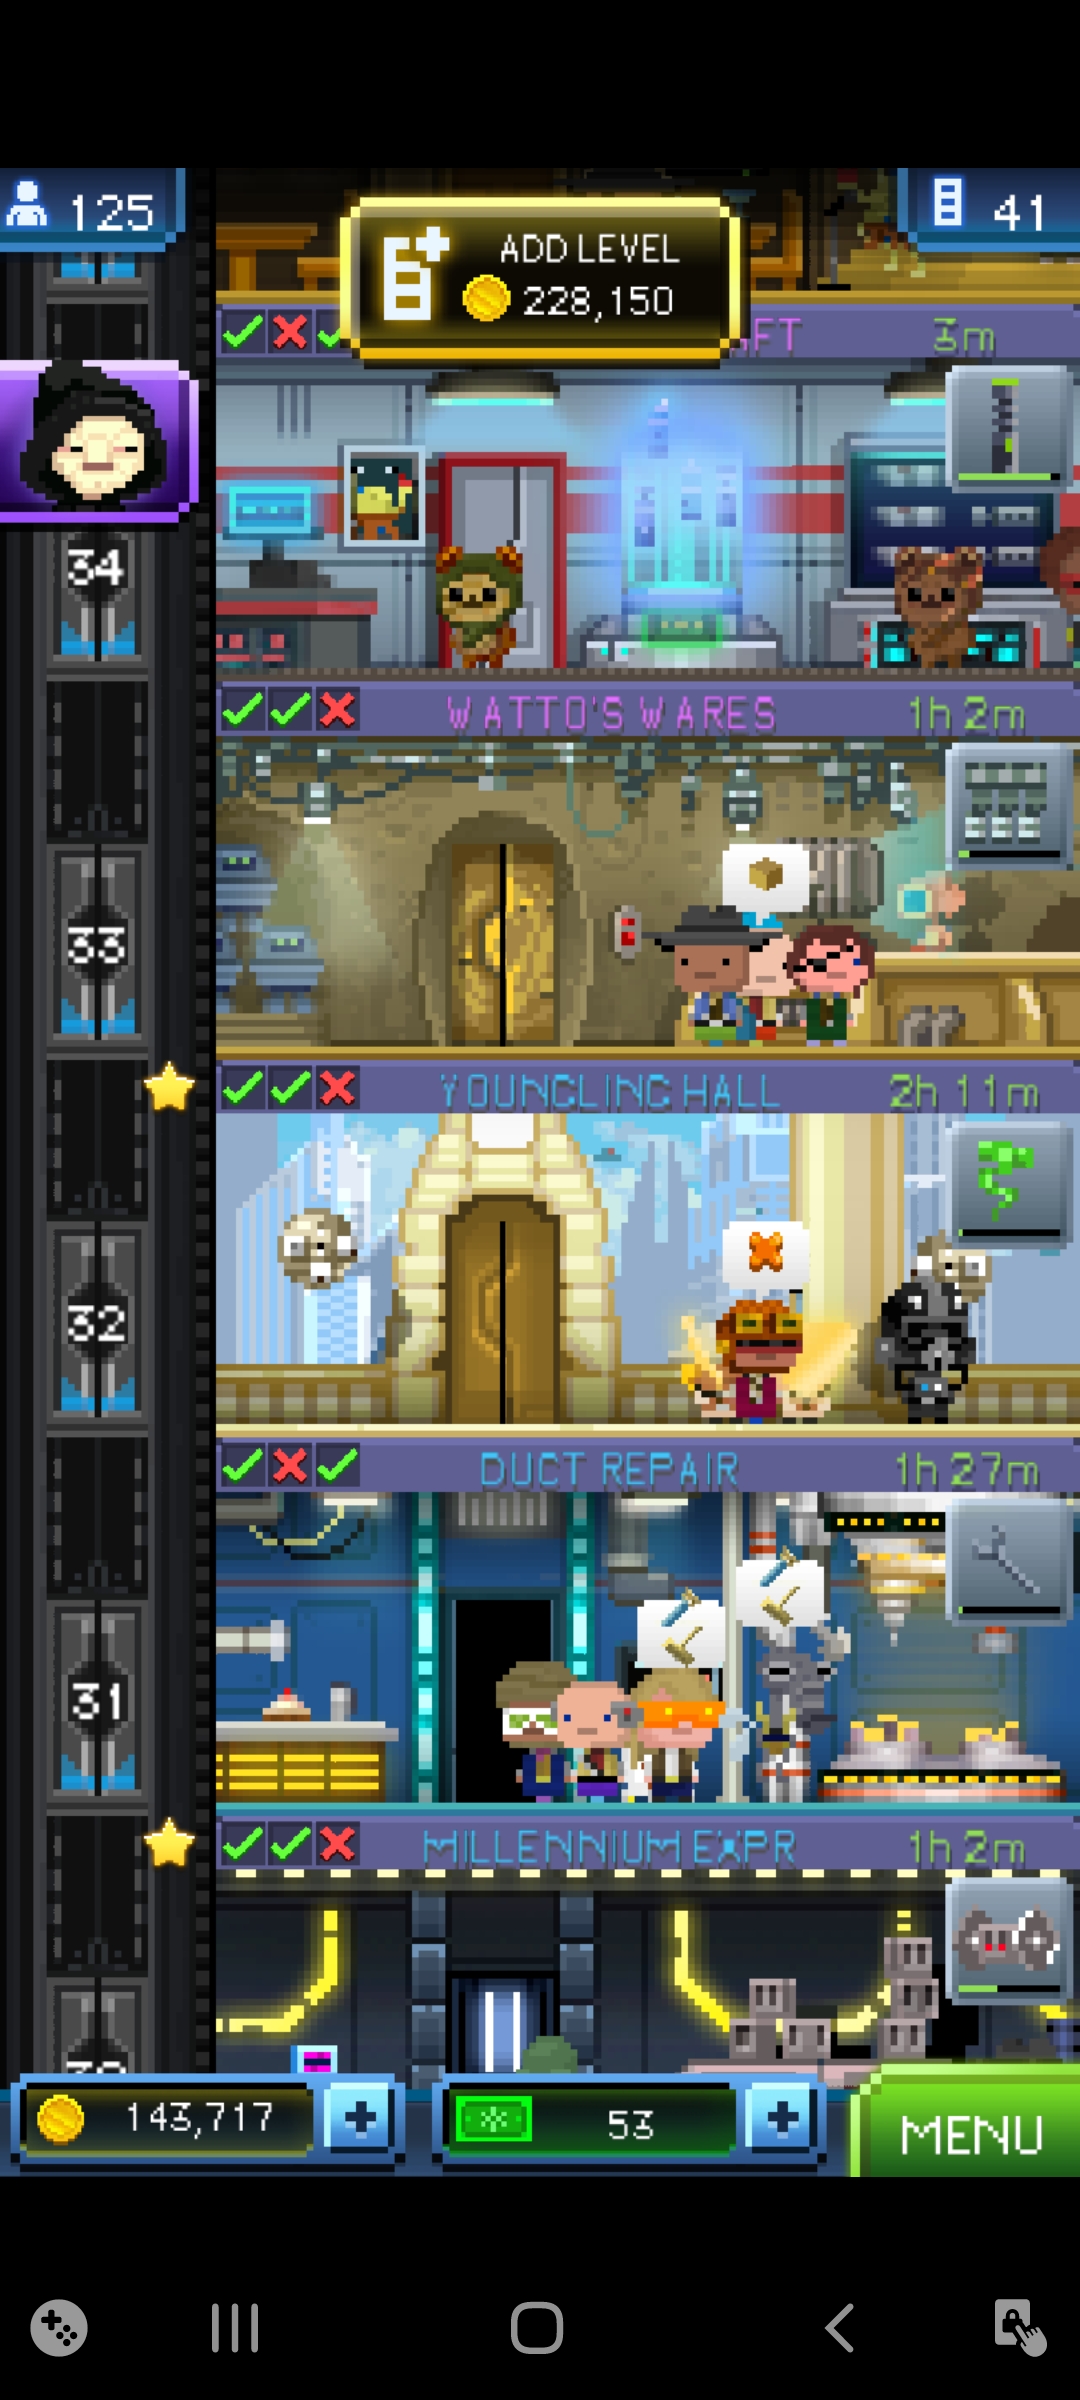 125
ADD LEVEL
228,150
41
FT
3m
34
WATTO'S WARES
1h 2m
33
YOUNGLING HALL
2h 11m
32
DUCT REPAIR
1h 27m
31
MILLENNIUM EXPR
1h 2m
143,717
53
MENU